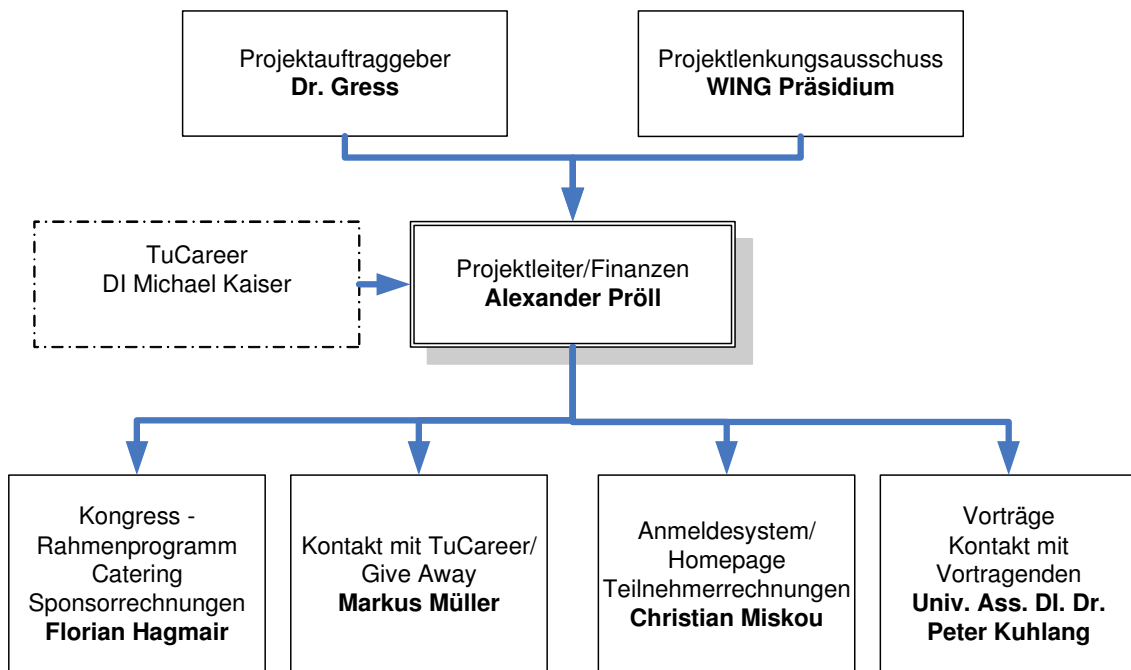 Projektauftraggeber
Dr. Gress
Projektlenkungsausschuss
WING Präsidium
TuCareer
DI Michael Kaiser
Projektleiter/Finanzen
Alexander Pröll
Kongress -
Rahmenprogramm
Catering
Sponsorrechnungen
Florian Hagmair
Kontakt mit TuCareer/
Give Away
Markus Müller
Anmeldesystem/
Homepage
Teilnehmerrechnungen
Christian Miskou
Vorträge
Kontakt mit
Vortragenden
Univ. Ass. DI. Dr.
Peter Kuhlang